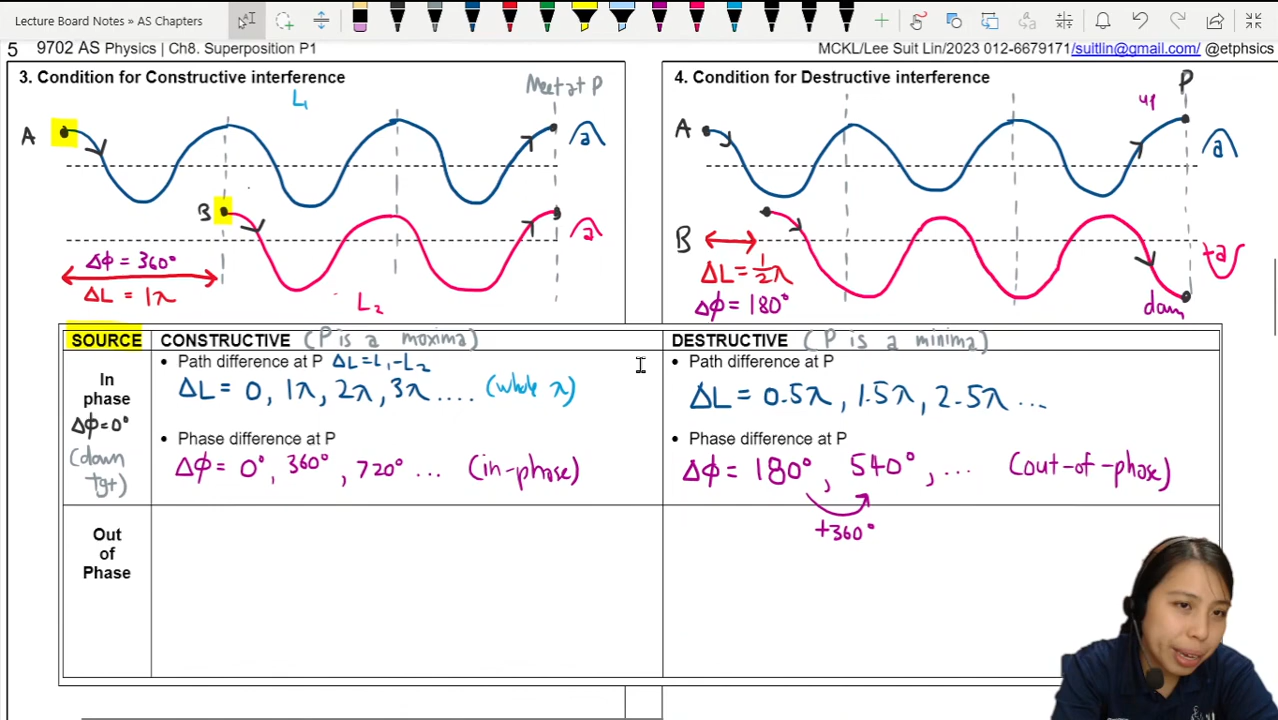 Lecture Board Notes » AS Chapters
5 9702 AS Physics | Ch8. Superposition P1
MCKL/Lee Suit Lin/2023 012-6679171/suitlin@gmail.com/ @etphsics
3. Condition for Constructive interference
L₁
Meet at P
A
a
B
a
Δφ = 360°
ΔL = 1λ
L₂
4. Condition for Destructive interference
P
up
A
a
B
ΔL = ½λ
Δφ = 180°
down
SOURCE
CONSTRUCTIVE (P is a maxima)
DESTRUCTIVE (P is a minima)
In
phase
Δφ=0°
(down
tgt)
• Path difference at P ΔL=L₁-L₂
ΔL = 0, 1λ, 2λ, 3λ .... (whole λ)
• Phase difference at P
Δφ = 0°, 360°, 720° ... (in-phase)
• Path difference at P
ΔL = 0.5λ, 1.5λ, 2.5λ ...
• Phase difference at P
Δφ = 180°, 540°, ... (out-of-phase)
+360°
Out
of
Phase